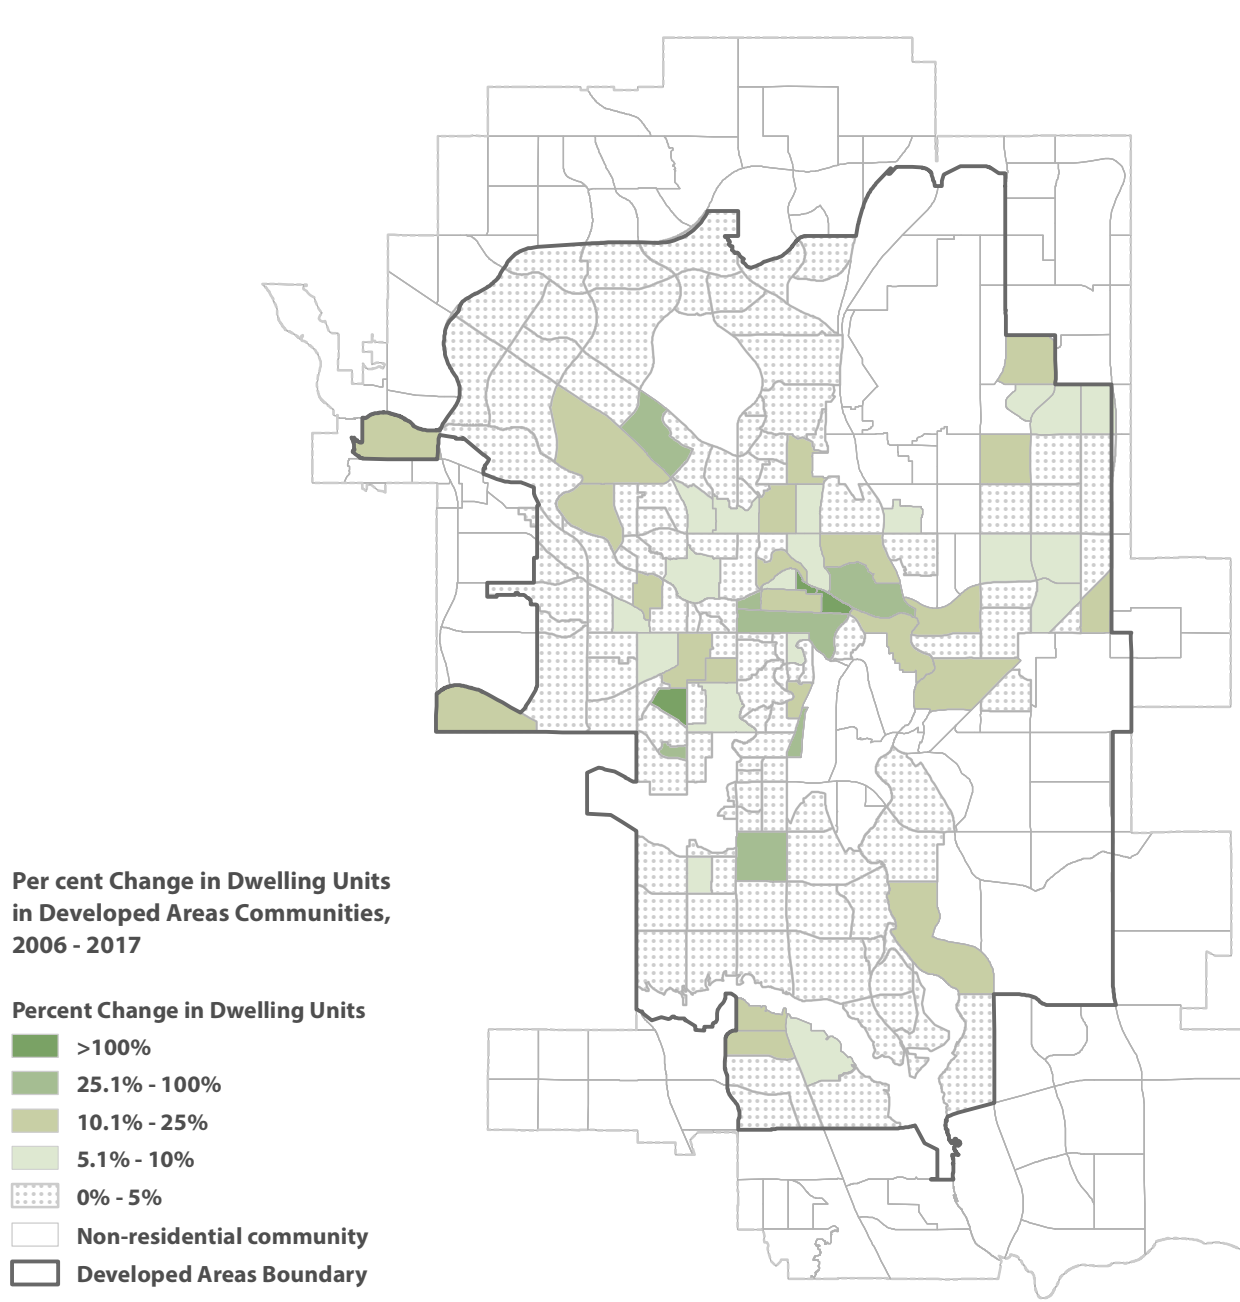 Per cent Change in Dwelling Units
in Developed Areas Communities,
2006 - 2017
Percent Change in Dwelling Units
>100%
25.1% - 100%
10.1% - 25%
5.1% - 10%
0% - 5%
Non-residential community
Developed Areas Boundary